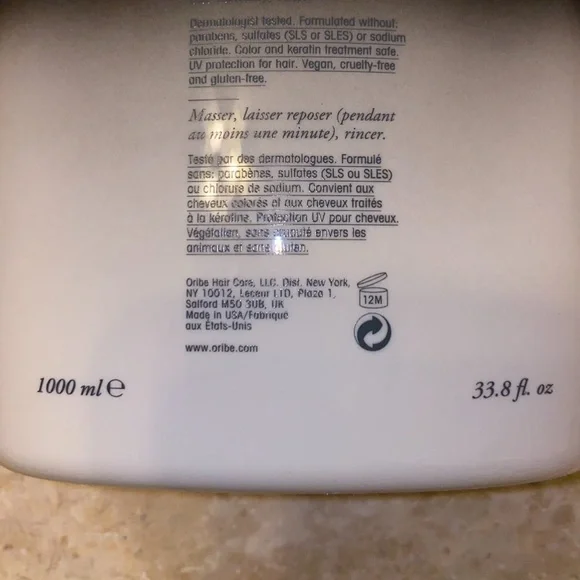 Dermatologist tested. Formulated without:
parabens, sulfates (SLS or SLES) or sodium
chloride. Color and keratin treatment safe.
UV protection for hair. Vegan, cruelty-free
and gluten-free.
Masser, laisser reposer (pendant
au moins une minute), rincer.
Testé par des dermatologues. Formulé
sans: parabènes, sulfates (SLS ou SLES)
ou chlorure de sodium. Convient aux
cheveux colorés et aux cheveux traités
à la kératine. Protection UV pour cheveux.
Végétalien, sans cruauté envers les
animaux et sans gluten.
Oribe Hair Care, LLC. Dist. New York,
NY 10012, Leceur LTD, Plaza 1,
Salford M50 3UB, UK
Made in USA/Fabriqué
aux États-Unis
12M
www.oribe.com
1000 ml e
33.8 fl. oz